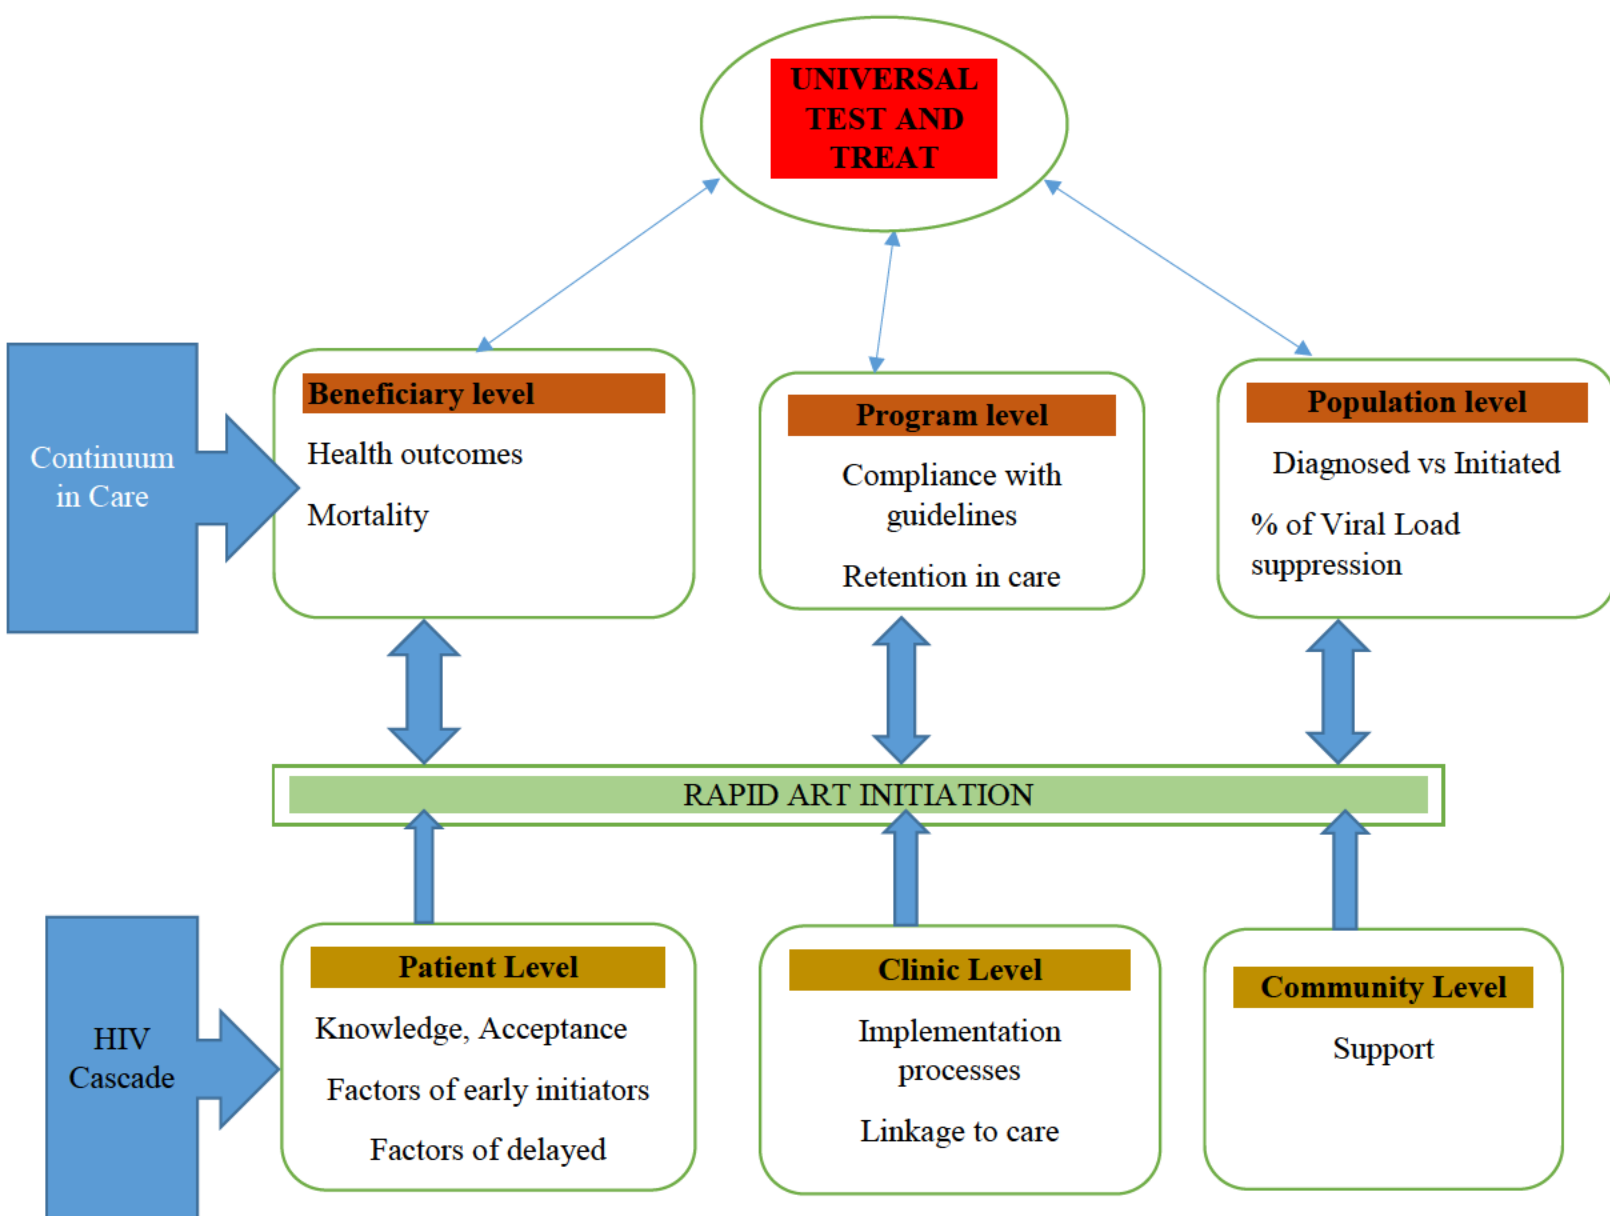 UNIVERSAL
TEST AND
TREAT
Continuum
in Care
Beneficiary level
Health outcomes
Mortality
Program level
Compliance with
guidelines
Retention in care
Population level
Diagnosed vs Initiated
% of Viral Load
suppression
RAPID ART INITIATION
HIV
Cascade
Patient Level
Knowledge, Acceptance
Factors of early initiators
Factors of delayed
Clinic Level
Implementation
processes
Linkage to care
Community Level
Support